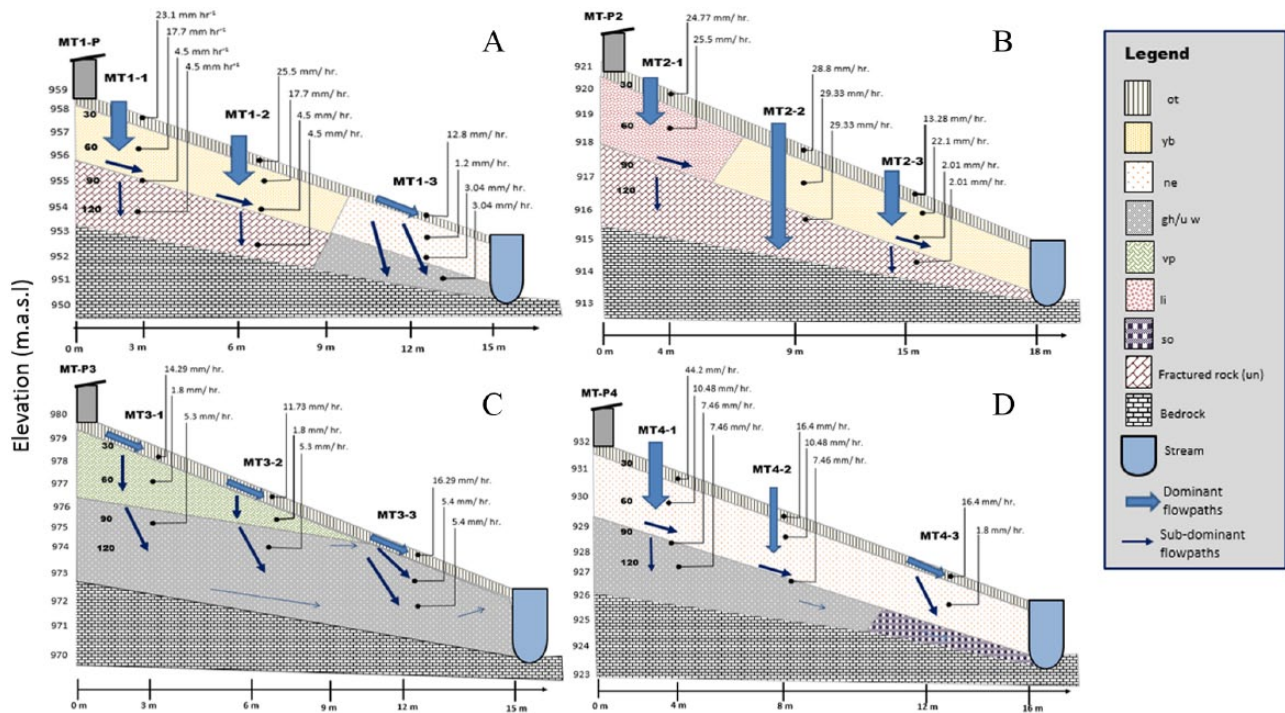 Elevation (m.a.s.l)
A
MT1-P
23.1 mm hr⁻¹
17.7 mm hr⁻¹
4.5 mm hr⁻¹
4.5 mm hr⁻¹
MT1-1
MT1-2
25.5 mm/ hr.
17.7 mm/ hr.
4.5 mm/ hr.
4.5 mm/ hr.
MT1-3
12.8 mm/ hr.
1.2 mm/ hr.
3.04 mm/ hr.
3.04 mm/ hr.
959
958
957
956
955
954
953
952
951
950
30
60
90
120
0 m 3 m 6 m 9 m 12 m 15 m
B
MT-P2
24.77 mm/ hr.
25.5 mm/ hr.
MT2-1
MT2-2
28.8 mm/ hr.
29.33 mm/ hr.
29.33 mm/ hr.
MT2-3
13.28 mm/ hr.
22.1 mm/ hr.
2.01 mm/ hr.
2.01 mm/ hr.
921
920
919
918
917
916
915
914
913
30
60
90
120
0 m 4 m 9 m 15 m 18 m
C
MT-P3
14.29 mm/ hr.
1.8 mm/ hr.
5.3 mm/ hr.
MT3-1
MT3-2
11.73 mm/ hr.
1.8 mm/ hr.
5.3 mm/ hr.
MT3-3
16.29 mm/ hr.
5.4 mm/ hr.
5.4 mm/ hr.
980
979
978
976
975
974
973
972
971
970
30
60
90
120
0 m 3 m 6 m 9 m 12 m 15 m
D
MT-P4
44.2 mm/ hr.
10.48 mm/ hr.
7.46 mm/ hr.
7.46 mm/ hr.
MT4-1
MT4-2
16.4 mm/ hr.
10.48 mm/ hr.
7.46 mm/ hr.
MT4-3
16.4 mm/ hr.
1.8 mm/ hr.
932
930
930
929
928
927
926
925
924
923
30
60
90
120
0 m 4 m 8 m 12 m 16 m
Legend
ot
yb
ne
gh/u w
vp
li
so
Fractured rock (un)
Bedrock
Stream
Dominant
flowpaths
Sub-dominant
flowpaths